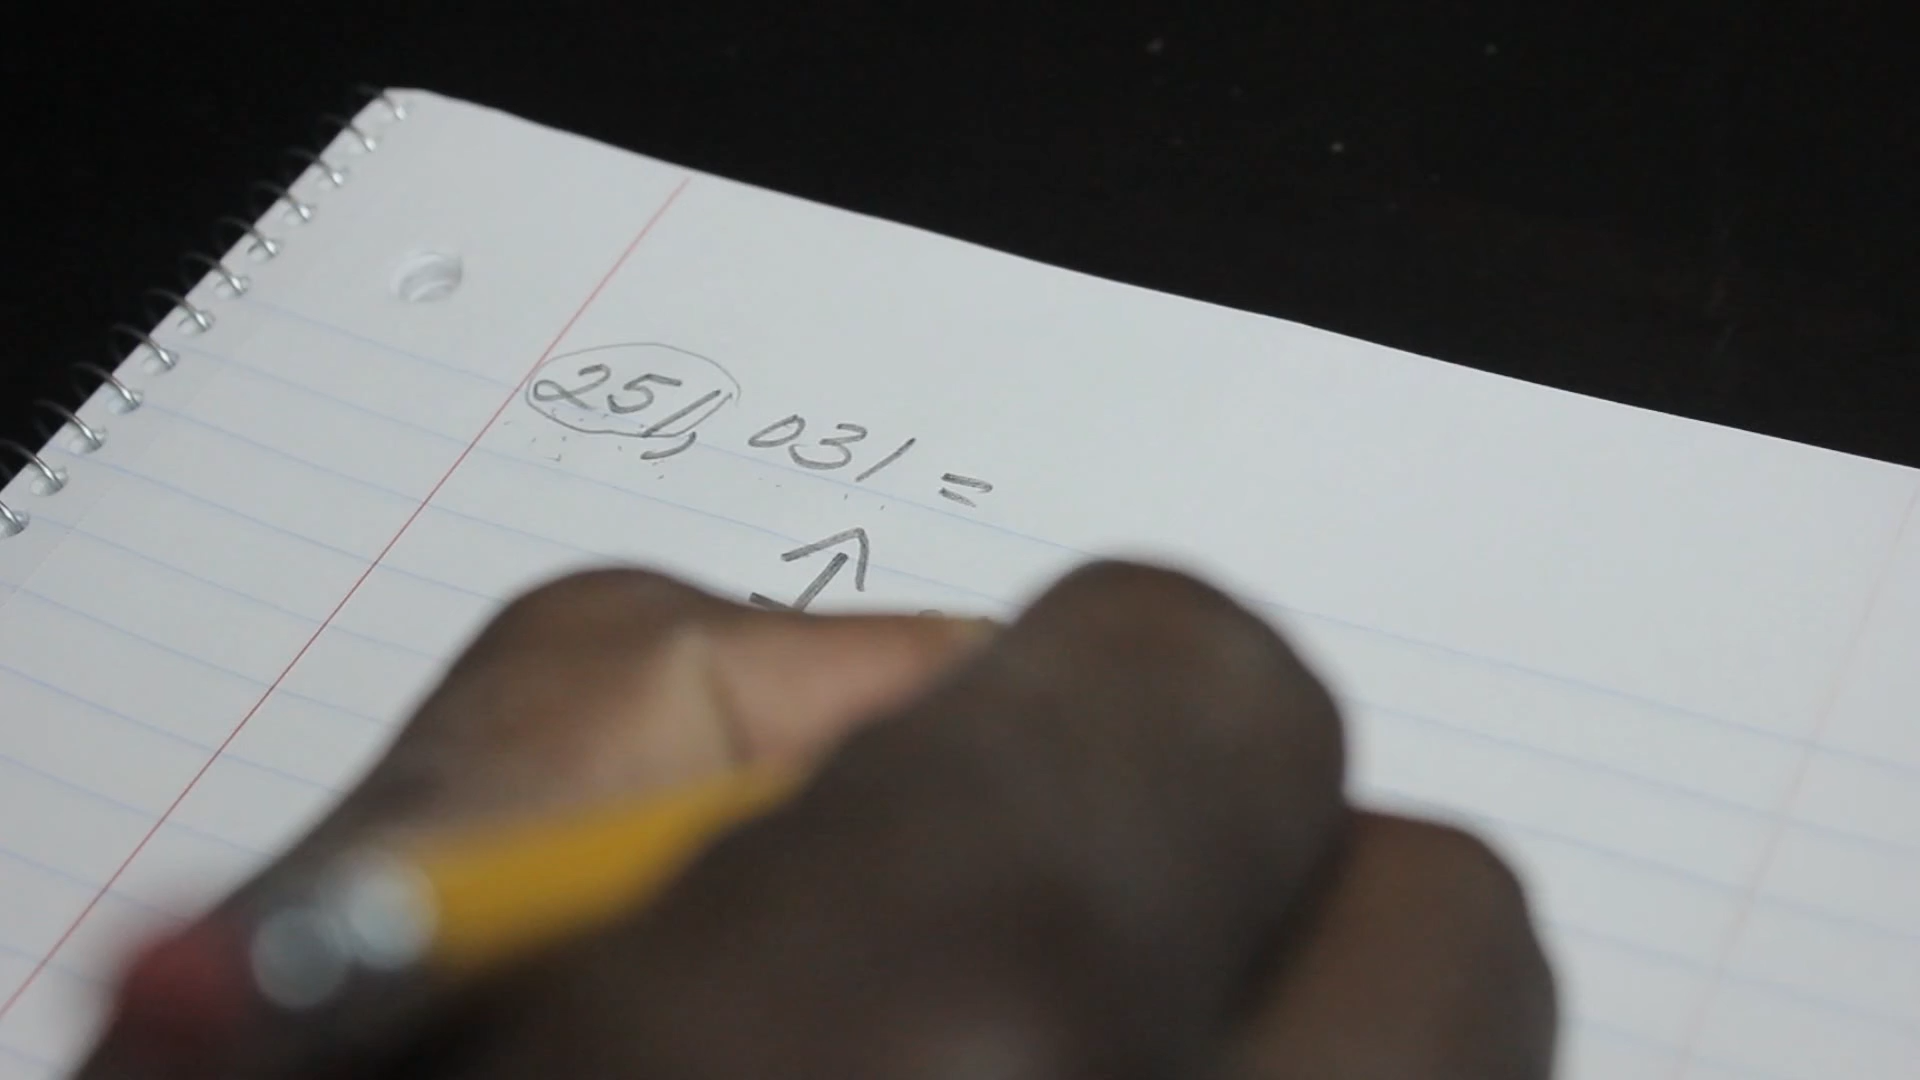 251, 031 =